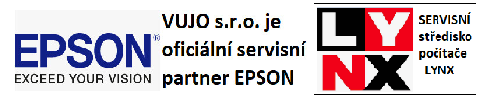 EPSON®
EXCEED YOUR VISION
VUJO s.r.o. je
oficiální servisní
partner EPSON
LYNX
SERVISNÍ
středisko
počítače
LYNX